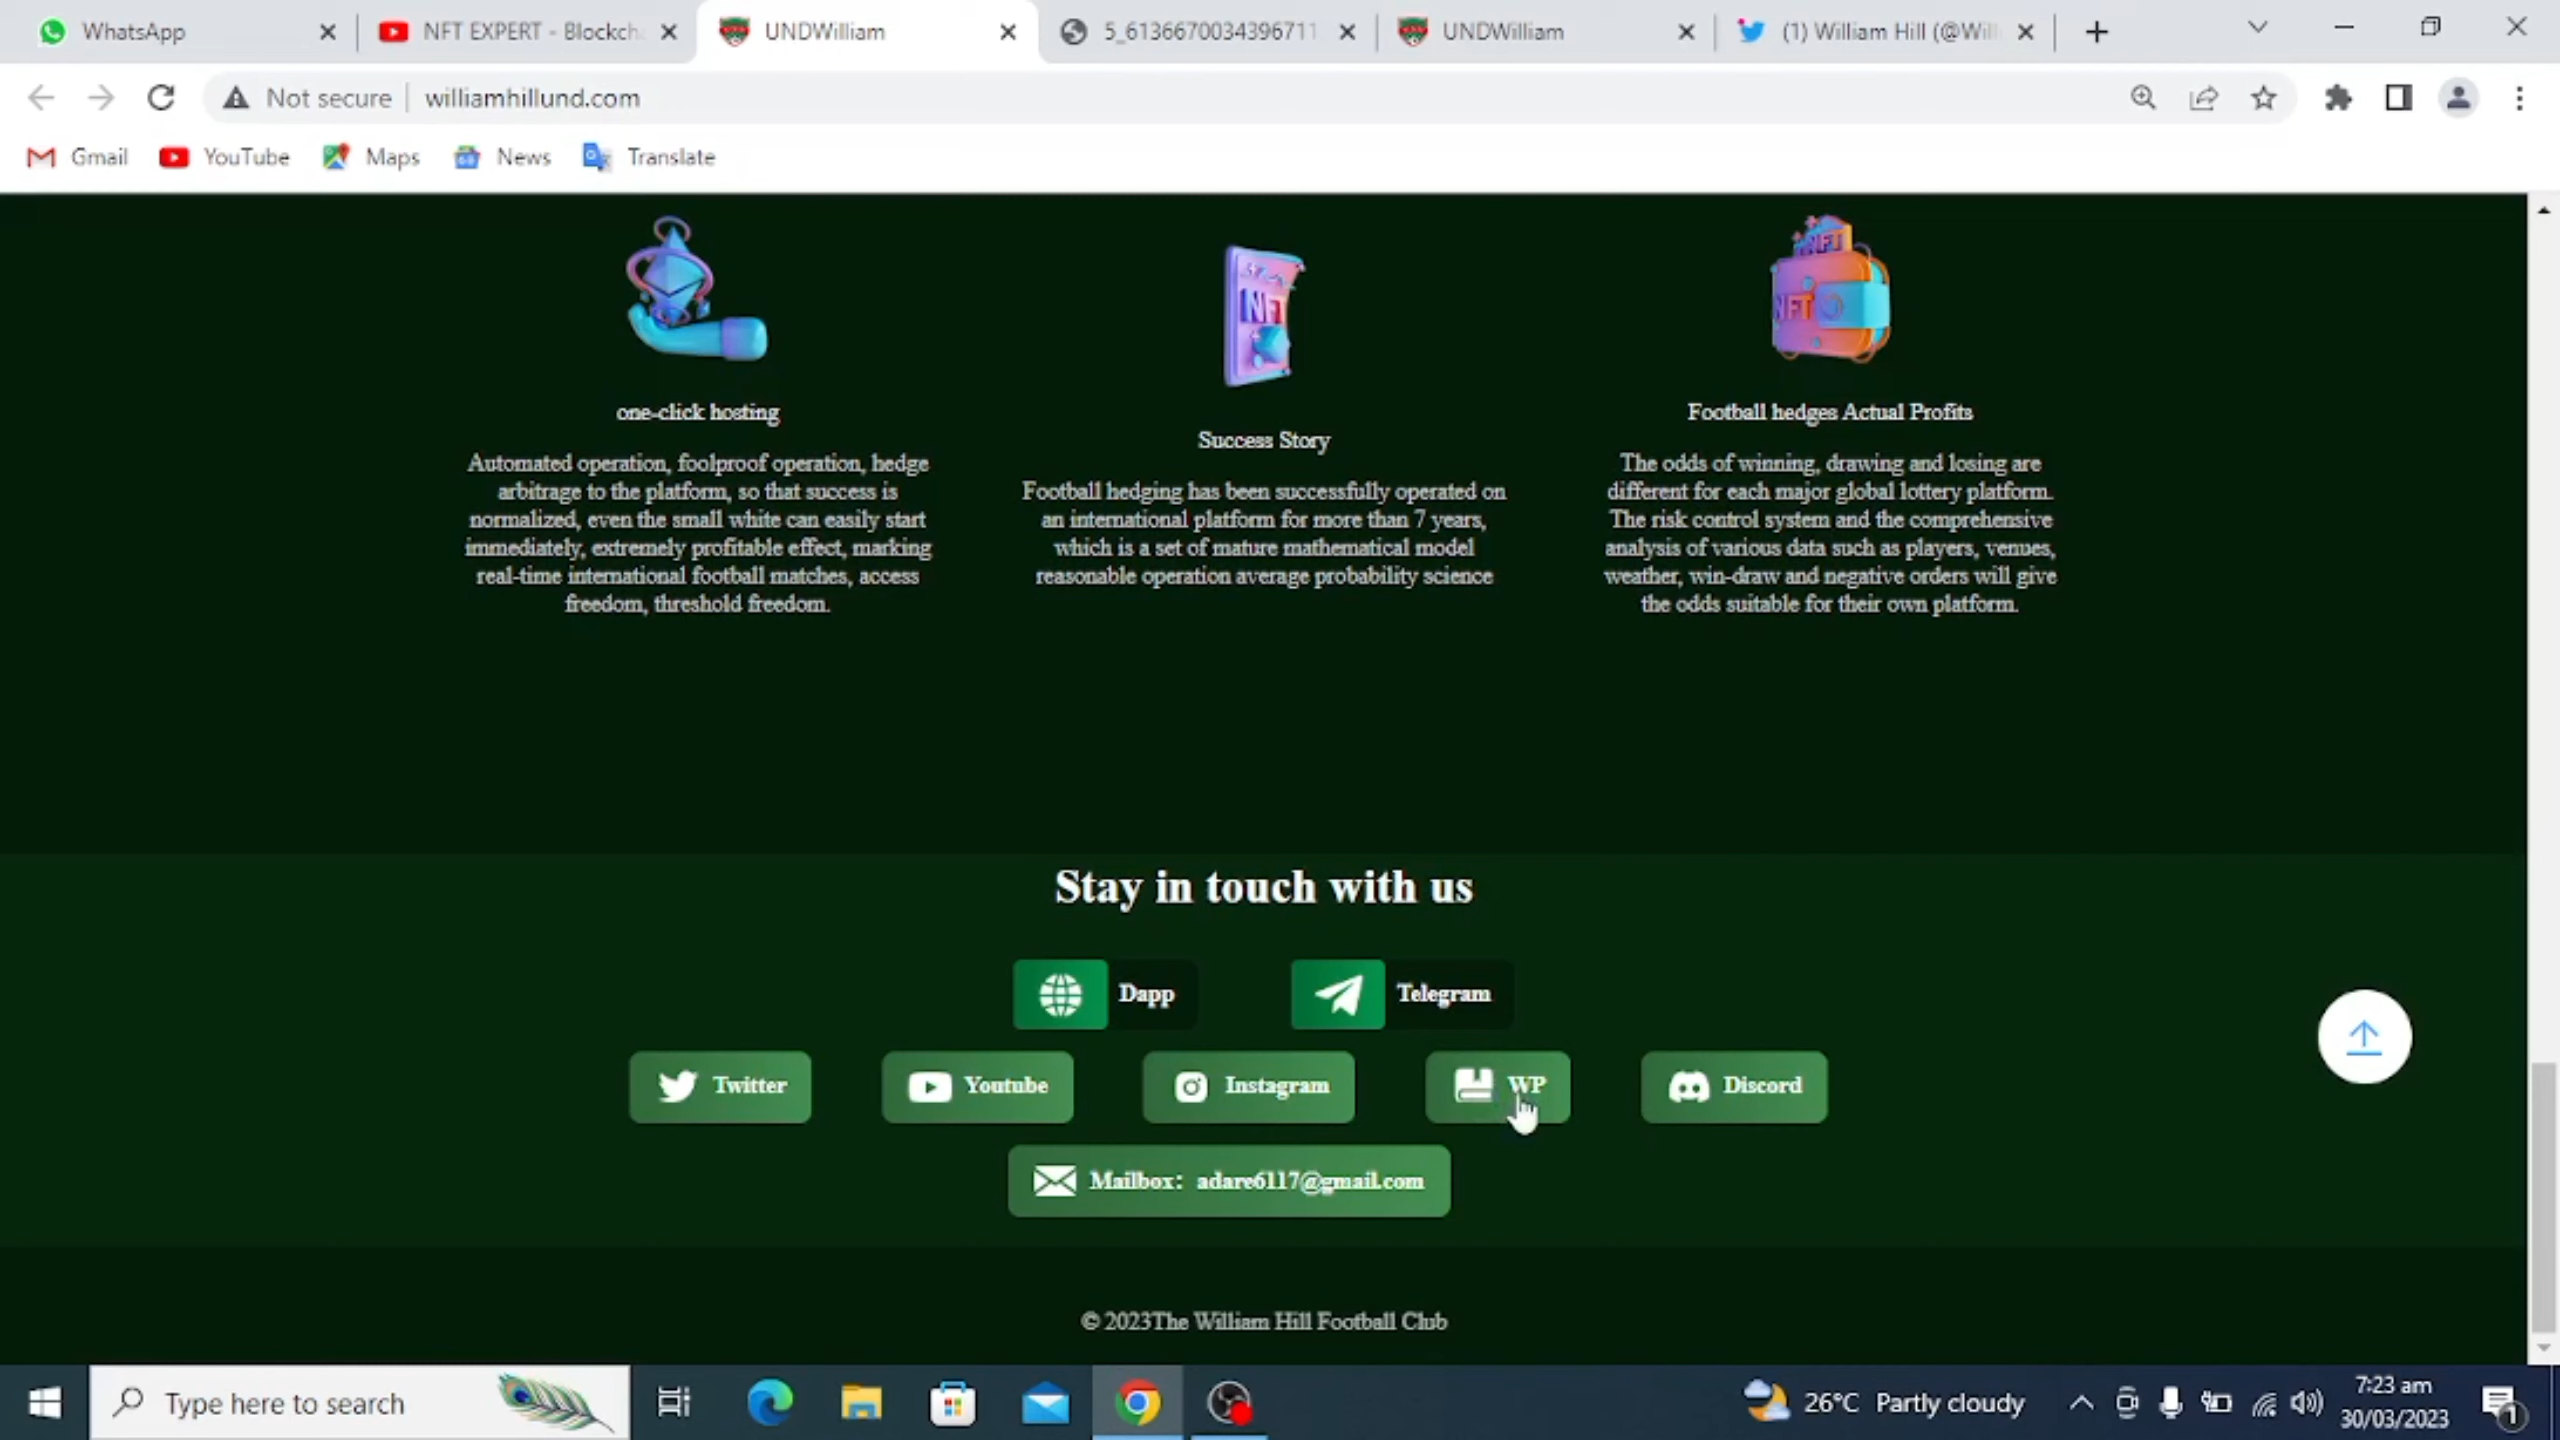 WhatsApp
NFT EXPERT - Blockch
UNDWilliam
5_613667003439671
UNDWilliam
(1) William Hill (@Will
Not secure
williamhillund.com
Gmail
YouTube
Maps
News
Translate
NFT
NFT
NFT
one-click hosting
Automated operation, foolproof operation, hedge
arbitrage to the platform, so that success is
normalized, even the small white can easily start
immediately, extremely profitable effect, marking
real-time international football matches, access
freedom, threshold freedom.
Success Story
Football hedging has been successfully operated on
an international platform for more than 7 years,
which is a set of mature mathematical model
reasonable operation average probability science
Football hedges Actual Profits
The odds of winning, drawing and losing are
different for each major global lottery platform.
The risk control system and the comprehensive
analysis of various data such as players, venues,
weather, win-draw and negative orders will give
the odds suitable for their own platform.
Stay in touch with us
Dapp
Telegram
Twitter
Youtube
Instagram
WP
Discord
Mailbox: adare6117@gmail.com
© 2023The William Hill Football Club
Type here to search
26°C Partly cloudy
7:23 am
30/03/2023
1